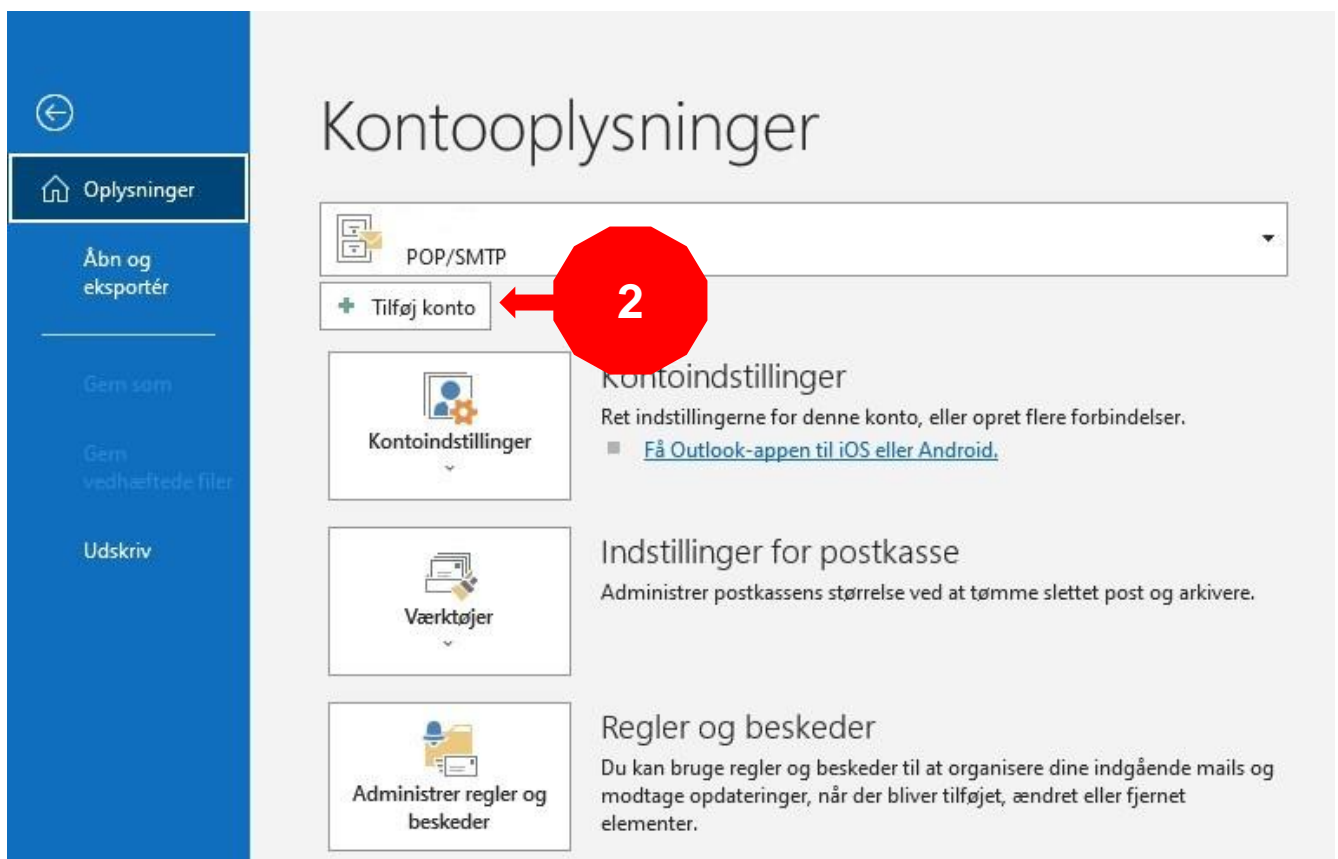 Kontooplysninger
Oplysninger
Åbn og
eksportér
Gem som
Gem
vedhæftede filer
Udskriv
POP/SMTP
Tilføj konto
2
Kontoindstillinger
Kontoindstillinger
Ret indstillingerne for denne konto, eller opret flere forbindelser.
Få Outlook-appen til iOS eller Android.
Værktøjer
Indstillinger for postkasse
Administrer postkassens størrelse ved at tømme slettet post og arkivere.
Administrer regler og
beskeder
Regler og beskeder
Du kan bruge regler og beskeder til at organisere dine indgående mails og
modtage opdateringer, når der bliver tilføjet, ændret eller fjernet
elementer.